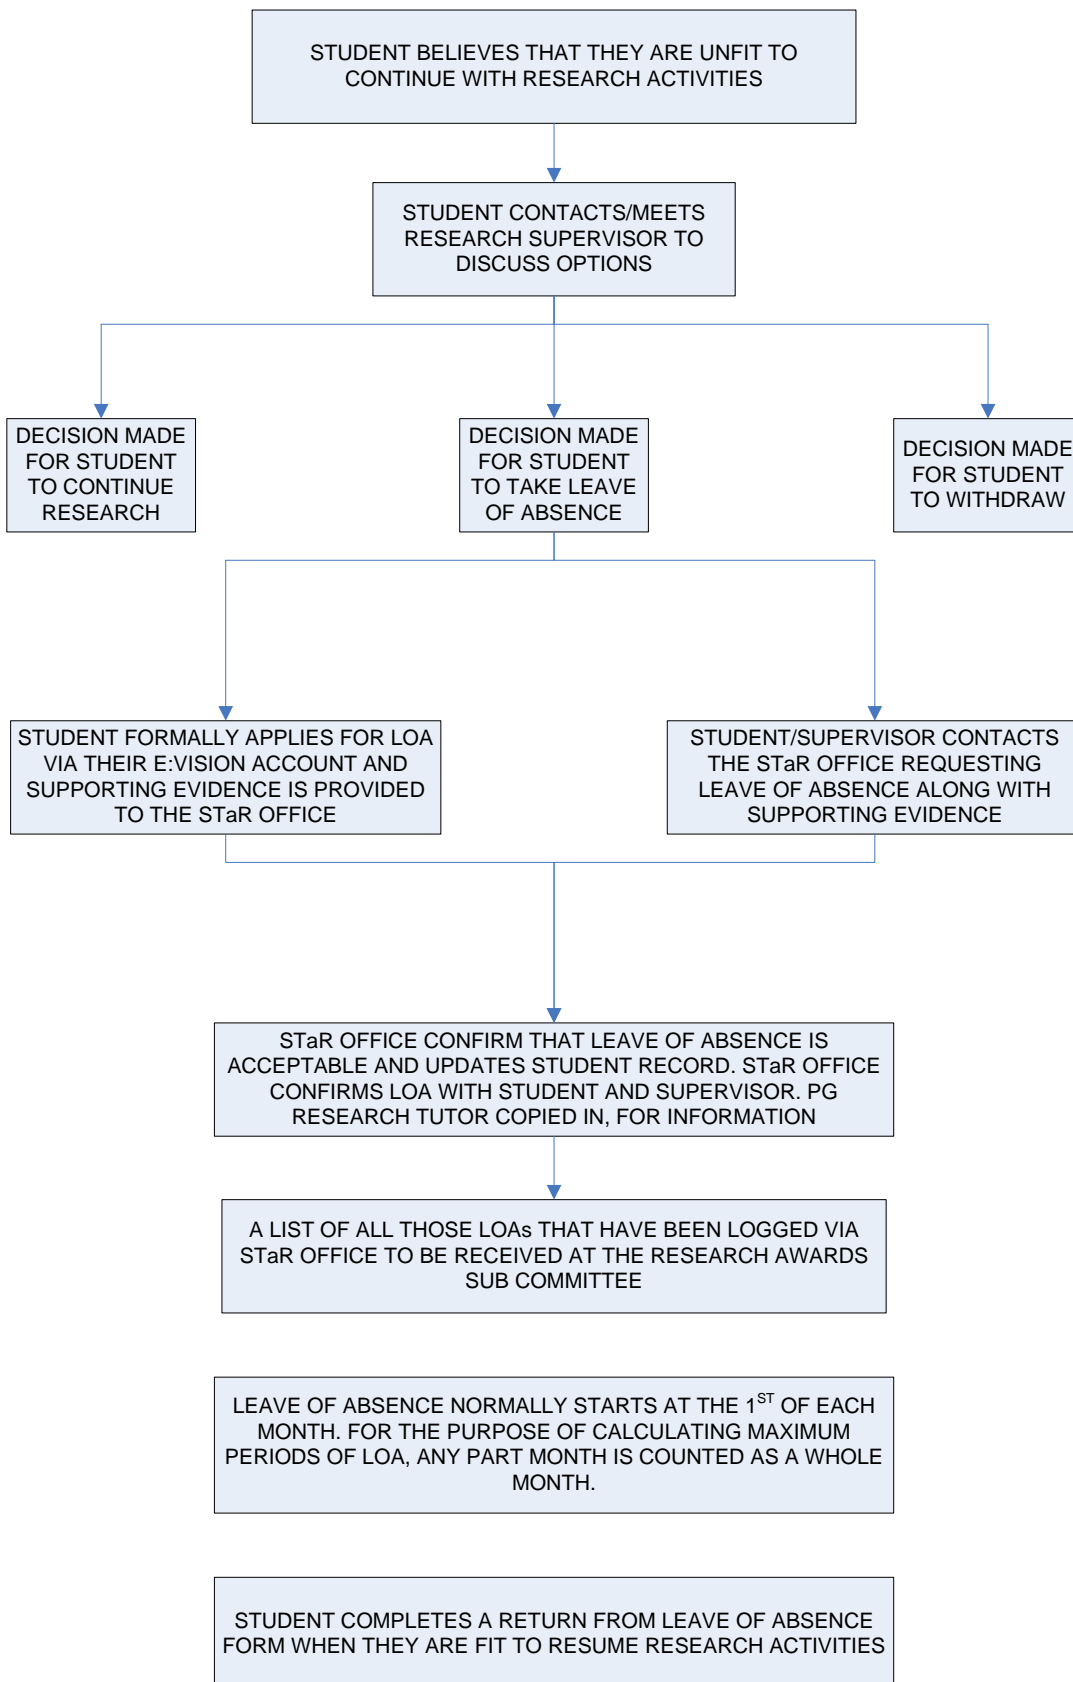 STUDENT BELIEVES THAT THEY ARE UNFIT TO
CONTINUE WITH RESEARCH ACTIVITIES
STUDENT CONTACTS/MEETS
RESEARCH SUPERVISOR TO
DISCUSS OPTIONS
DECISION MADE
FOR STUDENT
TO CONTINUE
RESEARCH
DECISION MADE
FOR STUDENT
TO TAKE LEAVE
OF ABSENCE
DECISION MADE
FOR STUDENT
TO WITHDRAW
STUDENT FORMALLY APPLIES FOR LOA
VIA THEIR E:VISION ACCOUNT AND
SUPPORTING EVIDENCE IS PROVIDED
TO THE STaR OFFICE
STUDENT/SUPERVISOR CONTACTS
THE STaR OFFICE REQUESTING
LEAVE OF ABSENCE ALONG WITH
SUPPORTING EVIDENCE
STaR OFFICE CONFIRM THAT LEAVE OF ABSENCE IS
ACCEPTABLE AND UPDATES STUDENT RECORD. STaR OFFICE
CONFIRMS LOA WITH STUDENT AND SUPERVISOR. PG
RESEARCH TUTOR COPIED IN, FOR INFORMATION
A LIST OF ALL THOSE LOAs THAT HAVE BEEN LOGGED VIA
STaR OFFICE TO BE RECEIVED AT THE RESEARCH AWARDS
SUB COMMITTEE
LEAVE OF ABSENCE NORMALLY STARTS AT THE 1ST OF EACH
MONTH. FOR THE PURPOSE OF CALCULATING MAXIMUM
PERIODS OF LOA, ANY PART MONTH IS COUNTED AS A WHOLE
MONTH.
STUDENT COMPLETES A RETURN FROM LEAVE OF ABSENCE
FORM WHEN THEY ARE FIT TO RESUME RESEARCH ACTIVITIES